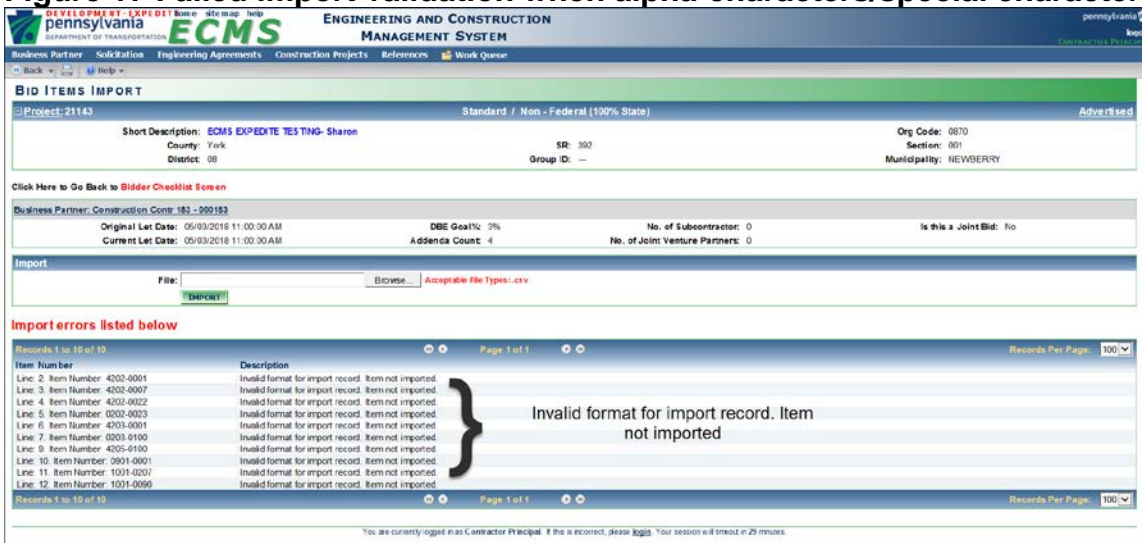 DEVELOPMENT-EXPEDITE home site map help
pennsylvania
DEPARTMENT OF TRANSPORTATION
ECMS
ENGINEERING AND CONSTRUCTION
MANAGEMENT SYSTEM
pennsylvania
CONTRACTOR PRINCIP
Business Partner Solicitation Engineering Agreements Construction Projects References Work Queue
Back Help
BID ITEMS IMPORT
Project: 21143 Standard / Non - Federal (100% State) Advertised
Short Description: ECMS EXPEDITE TESTING- Sharon Org Code: 0870
County: York SR: 392 Section: 001
District: 08 Group ID: --- Municipality: NEWBERRY
Click Here to Go Back to Bidder Checklist Screen
Business Partner: Construction Contr 183 - 000183
Original Let Date: 05/03/2018 11:00:00 AM DBE Goal%: 3% No. of Subcontractor: 0 Is this a Joint Bid: No
Current Let Date: 05/03/2018 11:00:00 AM Addenda Count: 4 No. of Joint Venture Partners: 0
Import
File: Browse... Acceptable File Types: .csv
IMPORT
Import errors listed below
Records 1 to 10 of 10 Page 1 of 1 Records Per Page: 100
Item Number Description
Line: 2. Item Number: 4202-0001 Invalid format for import record. Item not imported.
Line: 3. Item Number: 4202-0007 Invalid format for import record. Item not imported.
Line: 4. Item Number: 4202-0022 Invalid format for import record. Item not imported.
Line: 5. Item Number: 0202-0023 Invalid format for import record. Item not imported.
Line: 6. Item Number: 4203-0001 Invalid format for import record. Item not imported.
Line: 7. Item Number: 0203-0100 Invalid format for import record. Item not imported.
Line: 9. Item Number: 4205-0100 Invalid format for import record. Item not imported.
Line: 10. Item Number: 0901-0001 Invalid format for import record. Item not imported.
Line: 11. Item Number: 1001-0207 Invalid format for import record. Item not imported.
Line: 12. Item Number: 1001-0090 Invalid format for import record. Item not imported.
Invalid format for import record. Item
not imported
Records 1 to 10 of 10 Page 1 of 1 Records Per Page: 100
You are currently logged in as Contractor Principal. If this is incorrect, please login. Your session will timeout in 29 minutes.